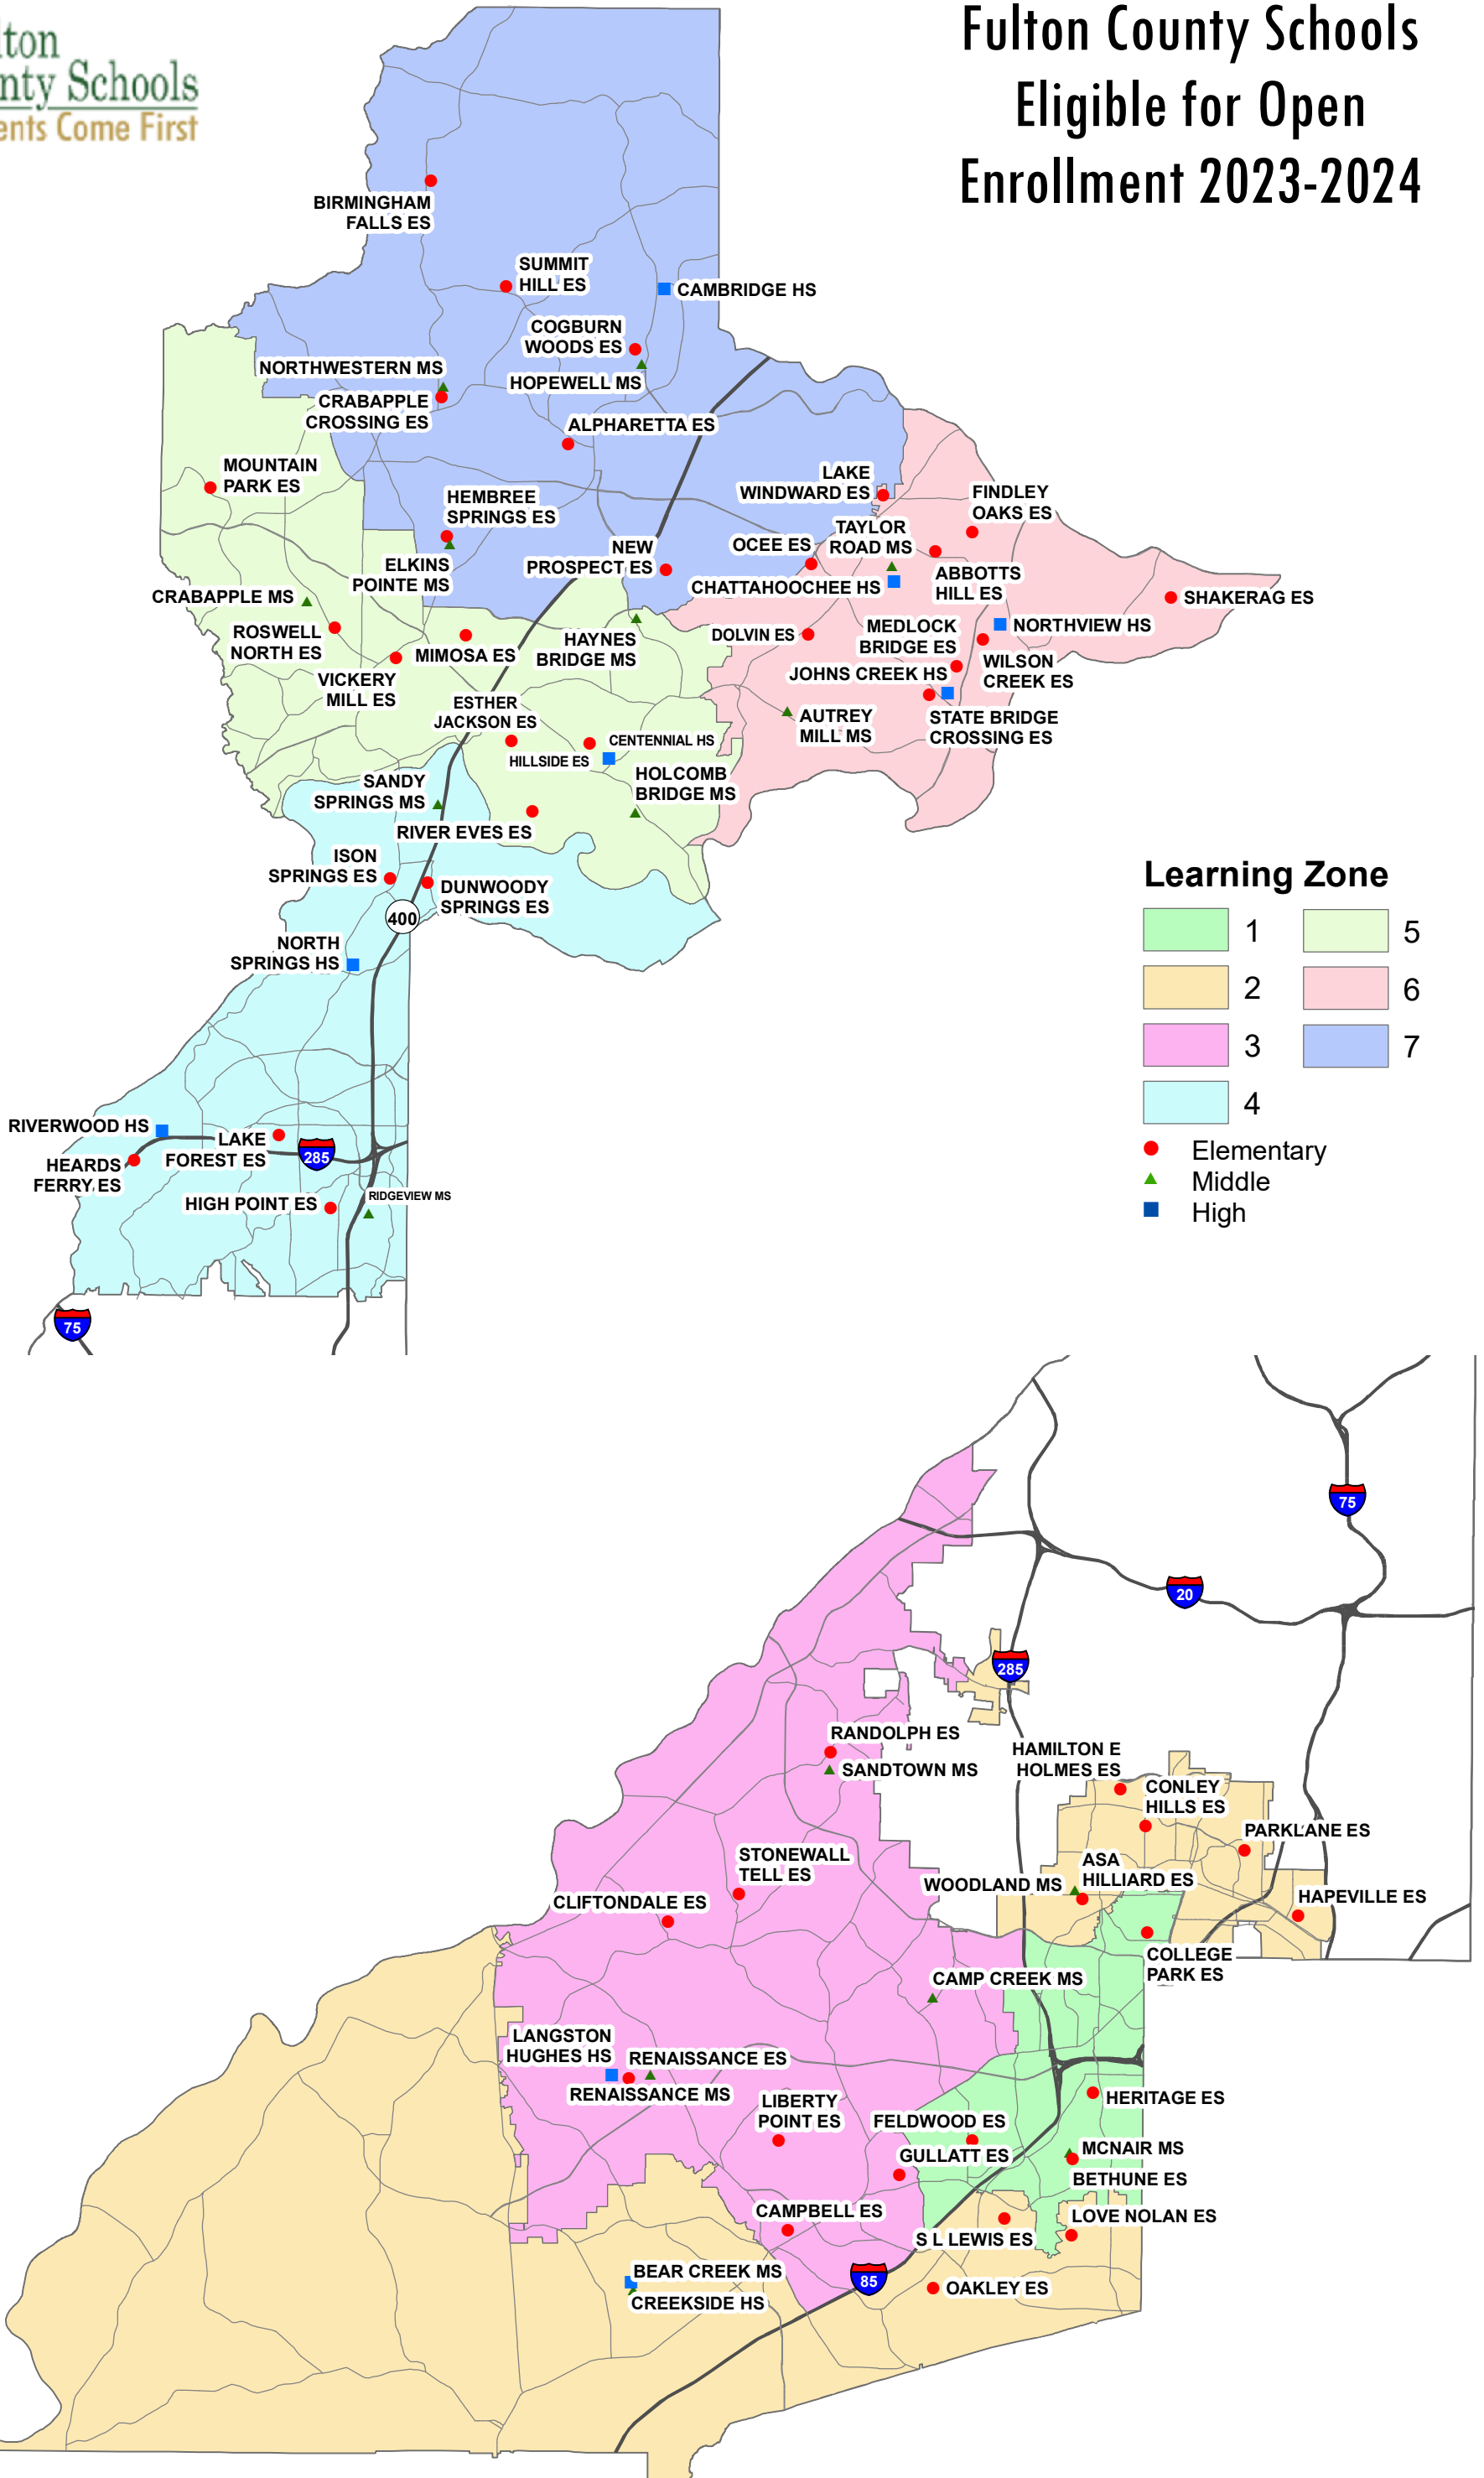 lton
nty Schools
ents Come First
Fulton County Schools
Eligible for Open
Enrollment 2023-2024
BIRMINGHAM
FALLS ES
SUMMIT
HILL ES
CAMBRIDGE HS
COGBURN
WOODS ES
NORTHWESTERN MS
HOPEWELL MS
CRABAPPLE
CROSSING ES
ALPHARETTA ES
MOUNTAIN
PARK ES
LAKE
WINDWARD ES
HEMBREE
SPRINGS ES
FINDLEY
OAKS ES
TAYLOR
ROAD MS
OCEE ES
NEW
PROSPECT ES
ELKINS
POINTE MS
ABBOTTS
HILL ES
CHATTAHOOCHEE HS
CRABAPPLE MS
SHAKERAG ES
ROSWELL
NORTH ES
HAYNES
BRIDGE MS
DOLVIN ES
MEDLOCK
BRIDGE ES
NORTHVIEW HS
MIMOSA ES
VICKERY
MILL ES
JOHNS CREEK HS
WILSON
CREEK ES
ESTHER
JACKSON ES
AUTREY
MILL MS
STATE BRIDGE
CROSSING ES
CENTENNIAL HS
HILLSIDE ES
SANDY
SPRINGS MS
HOLCOMB
BRIDGE MS
RIVER EVES ES
ISON
SPRINGS ES
DUNWOODY
SPRINGS ES
400
NORTH
SPRINGS HS
Learning Zone
1
5
2
6
3
7
4
Elementary
Middle
High
RIVERWOOD HS
LAKE
FOREST ES
285
HEARDS
FERRY ES
HIGH POINT ES
RIDGEVIEW MS
75
75
20
285
RANDOLPH ES
SANDTOWN MS
HAMILTON E
HOLMES ES
CONLEY
HILLS ES
PARKLANE ES
STONEWALL
TELL ES
ASA
HILLIARD ES
WOODLAND MS
HAPEVILLE ES
CLIFTONDALE ES
COLLEGE
PARK ES
CAMP CREEK MS
LANGSTON
HUGHES HS
RENAISSANCE ES
RENAISSANCE MS
LIBERTY
POINT ES
HERITAGE ES
FELDWOOD ES
GULLATT ES
MCNAIR MS
BETHUNE ES
CAMPBELL ES
LOVE NOLAN ES
S L LEWIS ES
BEAR CREEK MS
85
OAKLEY ES
CREEKSIDE HS